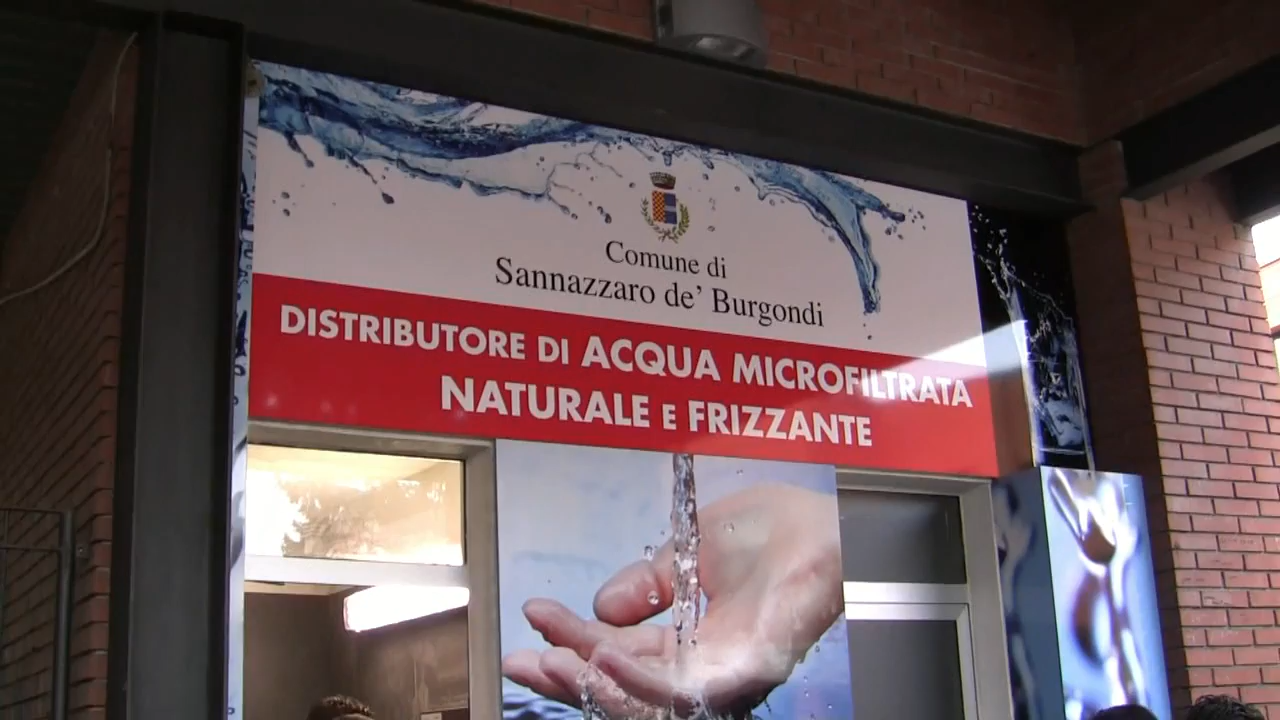 Comune di
Sannazzaro de' Burgondi
DISTRIBUTORE DI ACQUA MICROFILTRATA
NATURALE E FRIZZANTE